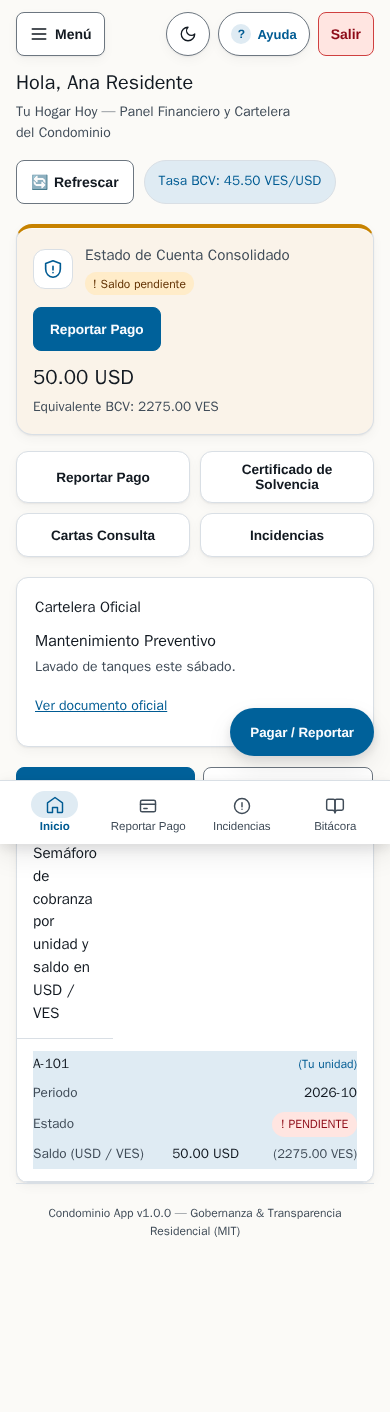 Menú
? Ayuda
Salir
Hola, Ana Residente
Tu Hogar Hoy — Panel Financiero y Cartelera
del Condominio
Refrescar
Tasa BCV: 45.50 VES/USD
Estado de Cuenta Consolidado
! Saldo pendiente
Reportar Pago
50.00 USD
Equivalente BCV: 2275.00 VES
Reportar Pago
Certificado de
Solvencia
Cartas Consulta
Incidencias
Cartelera Oficial
Mantenimiento Preventivo
Lavado de tanques este sábado.
Ver documento oficial
Pagar / Reportar
Inicio
Reportar Pago
Incidencias
Bitácora
Semáforo
de
cobranza
por
unidad y
saldo en
USD /
VES
A-101 (Tu unidad)
Periodo 2026-10
Estado ! PENDIENTE
Saldo (USD / VES) 50.00 USD (2275.00 VES)
Condominio App v1.0.0 — Gobernanza & Transparencia
Residencial (MIT)